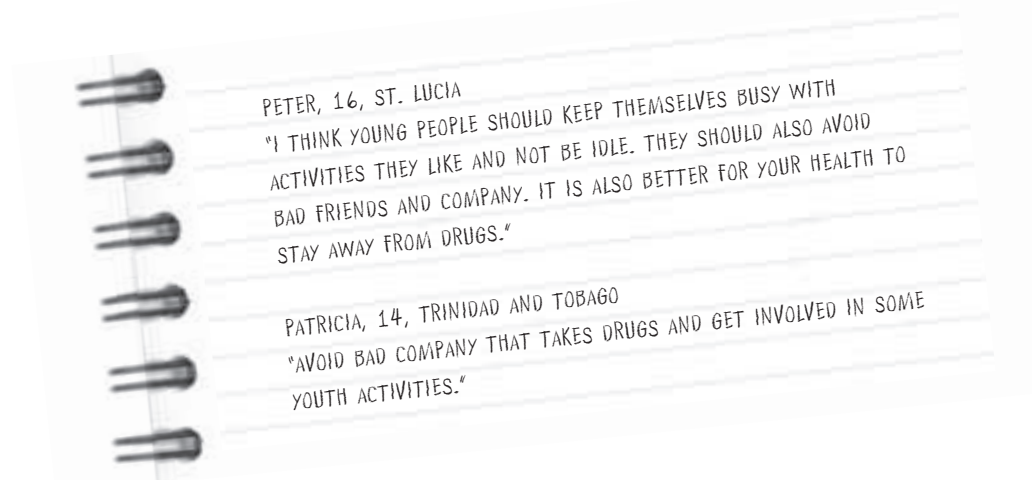 PETER, 16, ST. LUCIA
"I THINK YOUNG PEOPLE SHOULD KEEP THEMSELVES BUSY WITH
ACTIVITIES THEY LIKE AND NOT BE IDLE. THEY SHOULD ALSO AVOID
BAD FRIENDS AND COMPANY. IT IS ALSO BETTER FOR YOUR HEALTH TO
STAY AWAY FROM DRUGS."
PATRICIA, 14, TRINIDAD AND TOBAGO
"AVOID BAD COMPANY THAT TAKES DRUGS AND GET INVOLVED IN SOME
YOUTH ACTIVITIES."